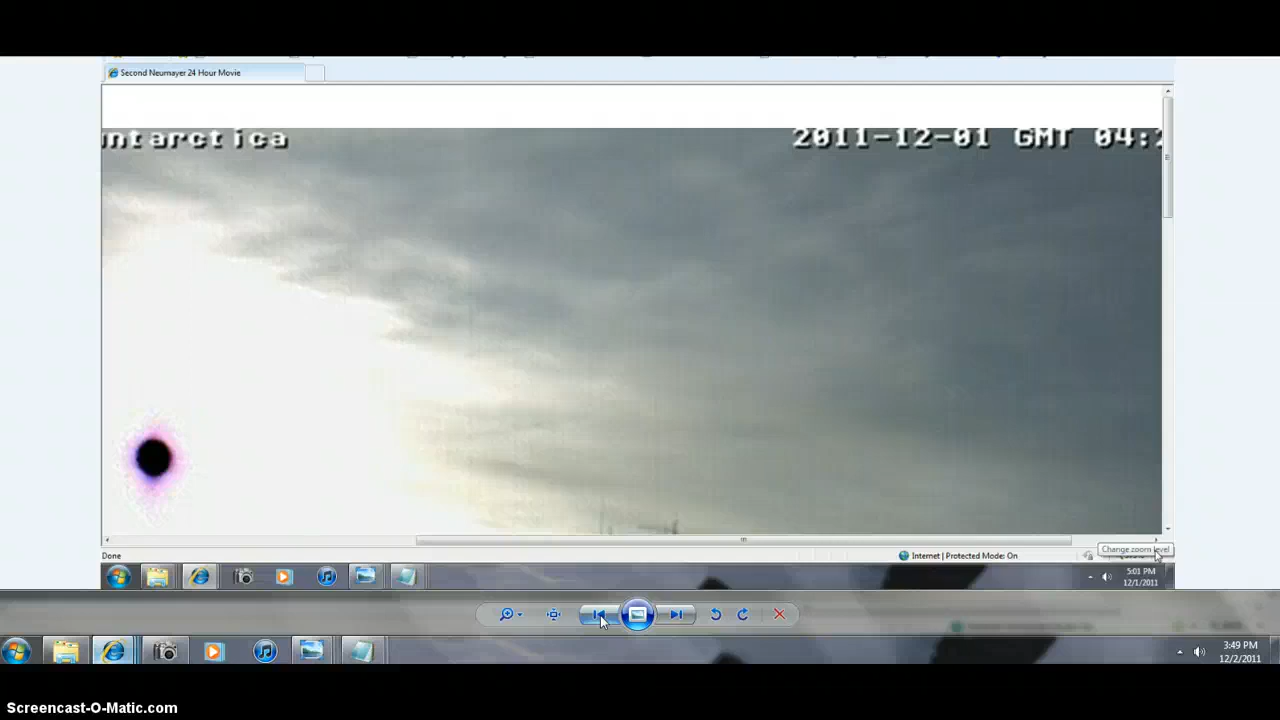 Second Neumayer 24 Hour Movie
ntarctica
2011-12-01 GMT 04:2
Done
Internet | Protected Mode: On
Change zoom level
5:01 PM
12/1/2011
3:49 PM
12/2/2011
Screencast-O-Matic.com